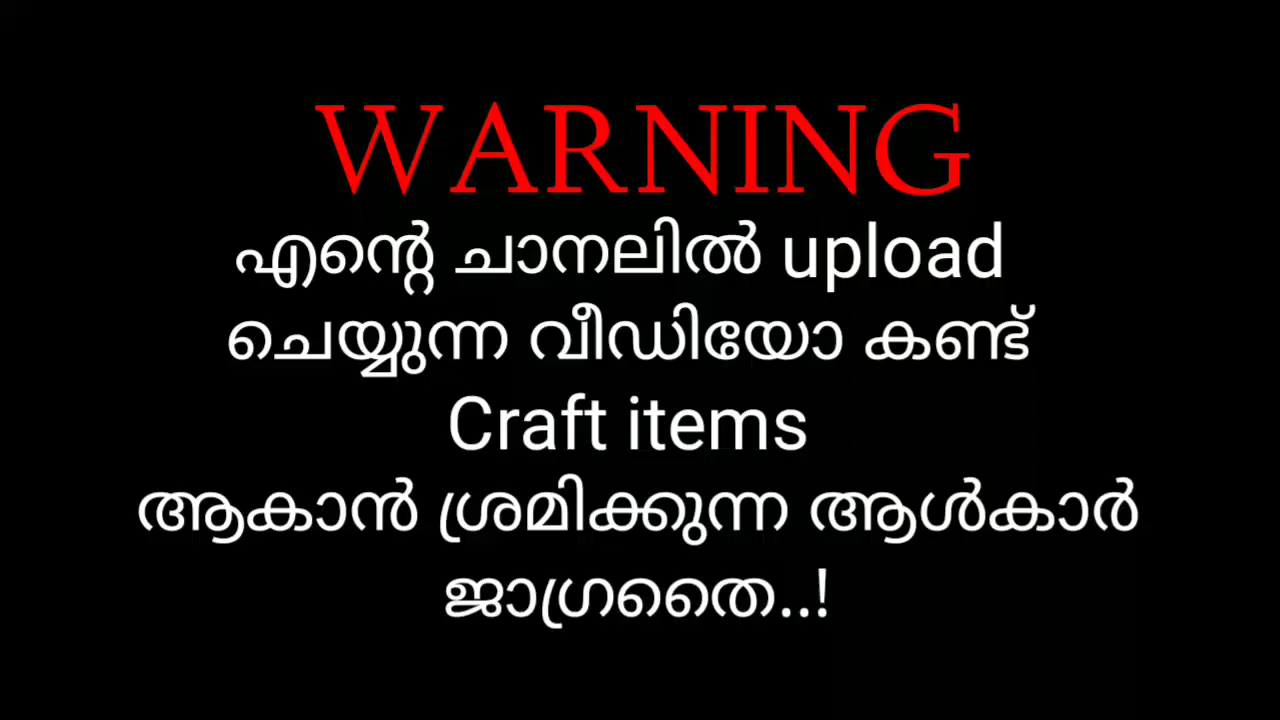 WARNING
എന്റെ ചാനലിൽ upload
ചെയ്യുന്ന വീഡിയോ കണ്ട്
Craft items
ആകാൻ ശ്രമിക്കുന്ന ആൾകാർ
ജാഗ്രതൈ..!